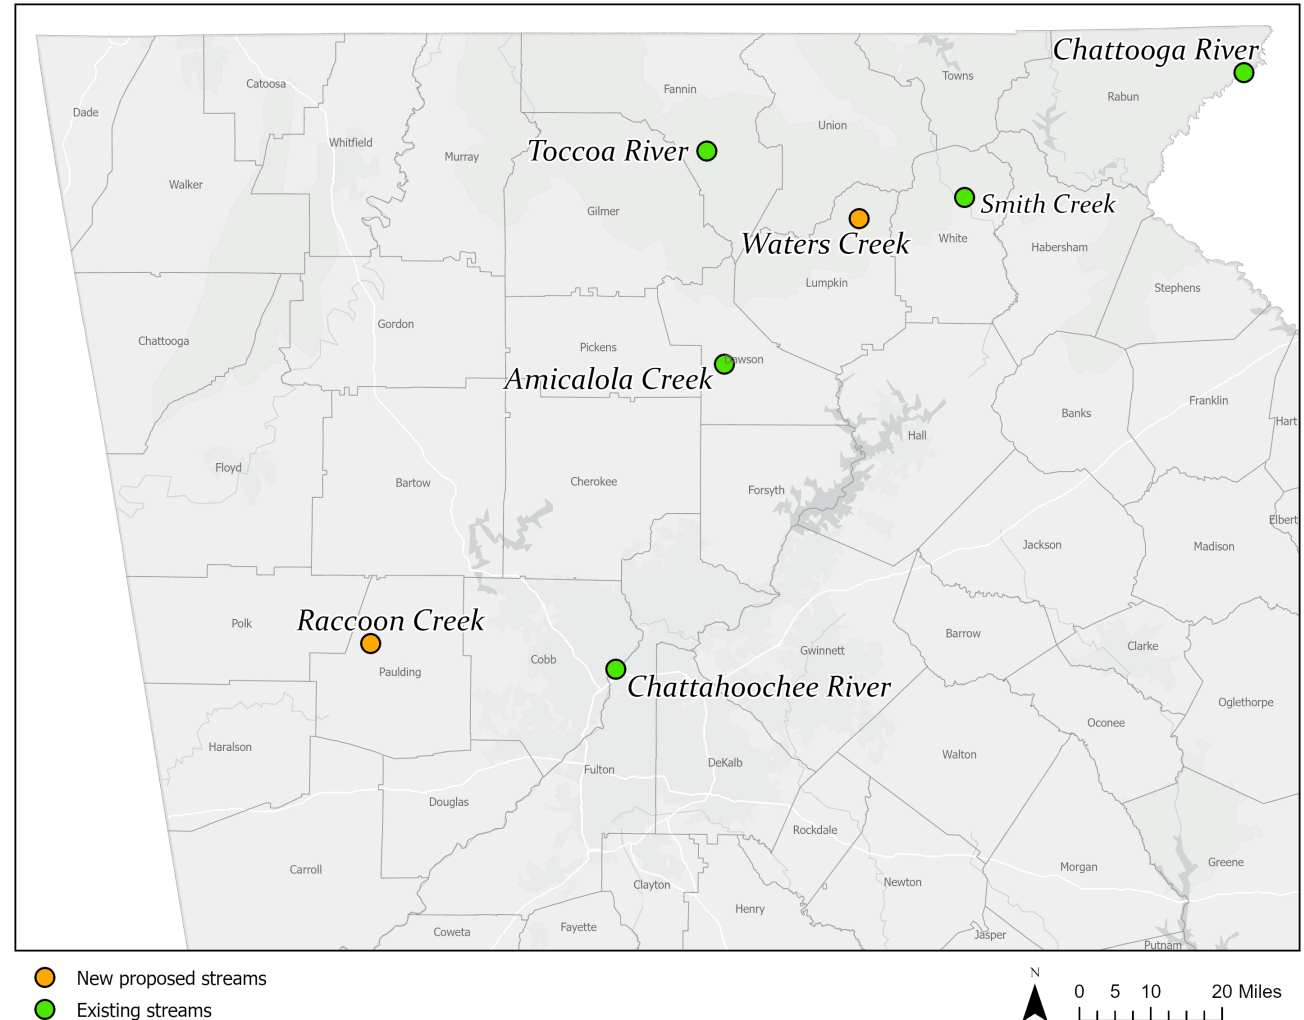 Chattooga River
Towns
Catoosa
Fannin
Rabun
Dade
Union
Whitfield
Toccoa River
Murray
Walker
Smith Creek
Gilmer
Waters Creek
White
Habersham
Lumpkin
Stephens
Gordon
Chattooga
Pickens
Dawson
Amicalola Creek
Franklin
Banks
Hart
Hall
Floyd
Bartow
Cherokee
Forsyth
Elbert
Jackson
Madison
Raccoon Creek
Polk
Barrow
Clarke
Gwinnett
Cobb
Paulding
Chattahoochee River
Oglethorpe
Oconee
Haralson
Walton
DeKalb
Fulton
Douglas
Rockdale
Greene
Carroll
Morgan
Clayton
Newton
Henry
Fayette
Coweta
Jasper
Putnam
New proposed streams
Existing streams
N
0 5 10 20 Miles